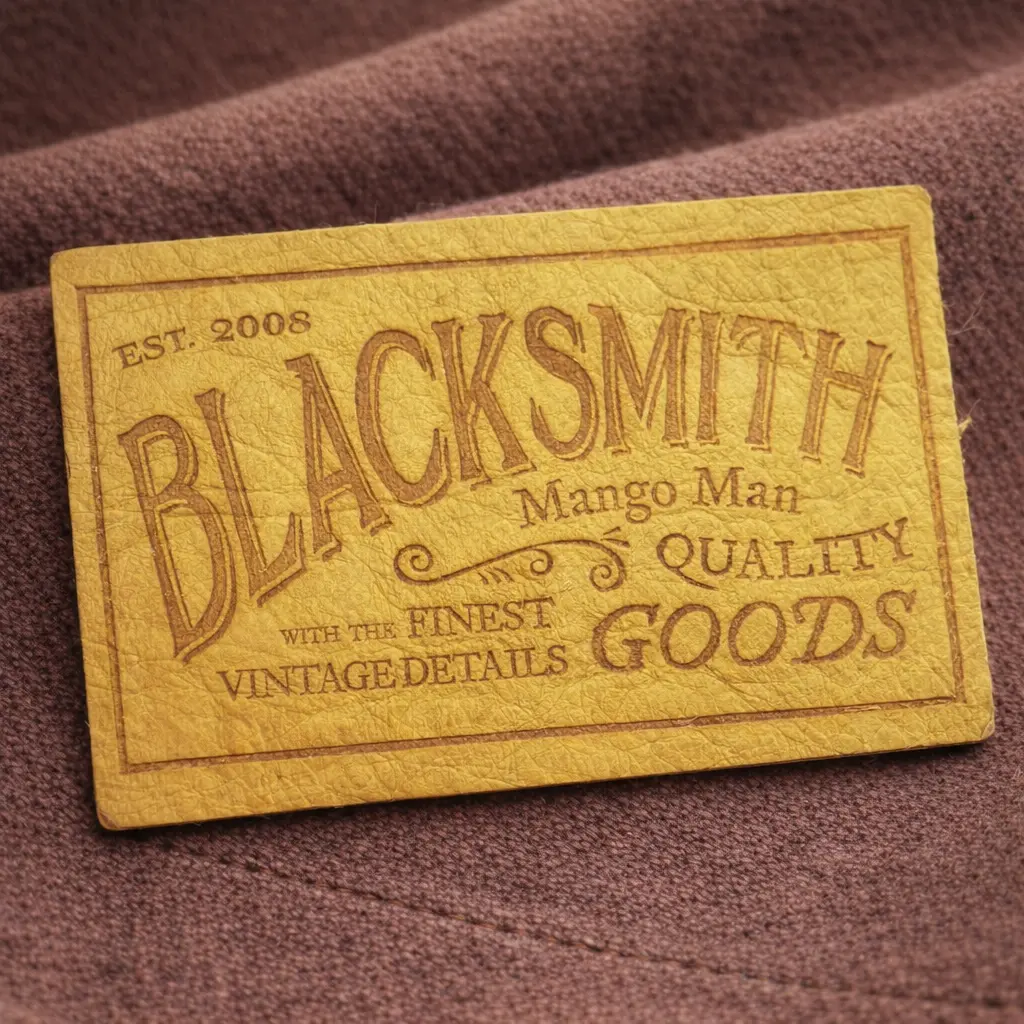 EST. 2008
BLACKSMITH
Mango Man
QUALITY
GOODS
WITH THE FINEST
VINTAGE DETAILS